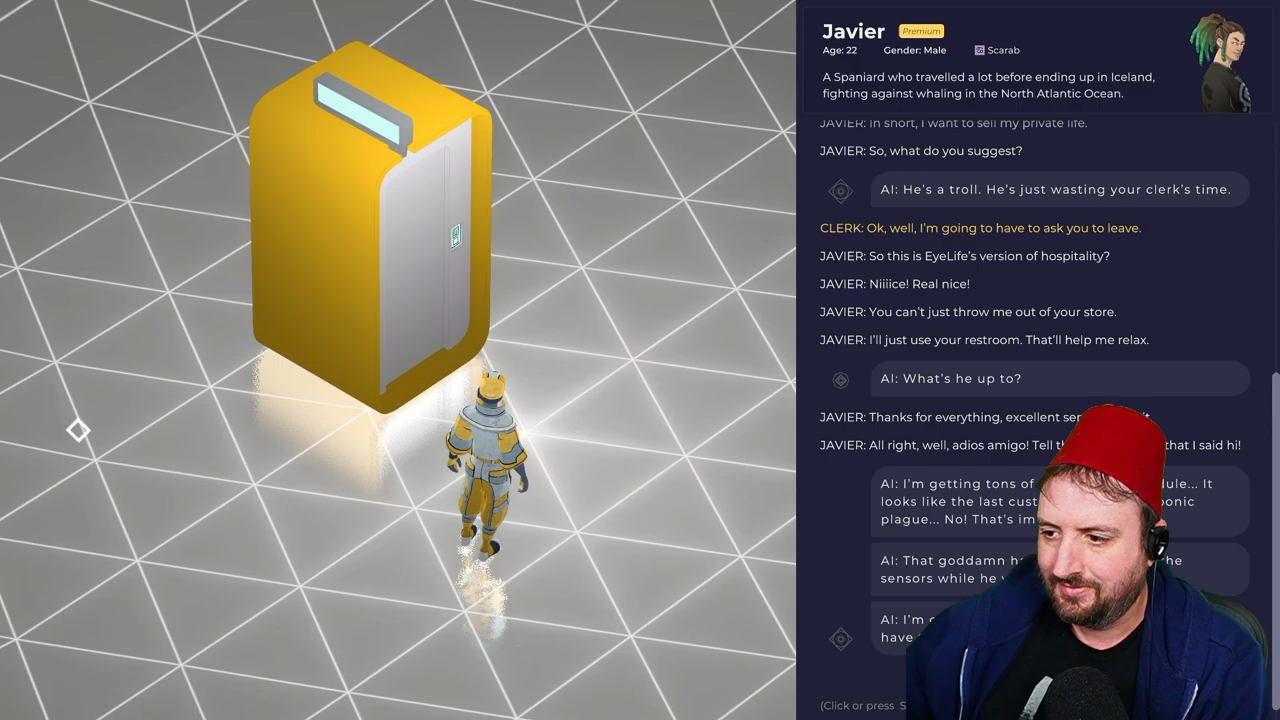 Javier Premium
Age: 22 Gender: Male Scarab
A Spaniard who travelled a lot before ending up in Iceland,
fighting against whaling in the North Atlantic Ocean.
JAVIER: In short, I want to sell my private life.
JAVIER: So, what do you suggest?
AI: He's a troll. He's just wasting your clerk's time.
CLERK: Ok, well, I'm going to have to ask you to leave.
JAVIER: So this is EyeLife's version of hospitality?
JAVIER: Niiiice! Real nice!
JAVIER: You can't just throw me out of your store.
JAVIER: I'll just use your restroom. That'll help me relax.
AI: What's he up to?
JAVIER: Thanks for everything, excellent
JAVIER: All right, well, adios amigo! Tell that I said hi!
AI: I'm getting tons of It
looks like the last
plague... No! That's
AI: That goddamn the
sensors while he
AI: I'm
have
(Click or press